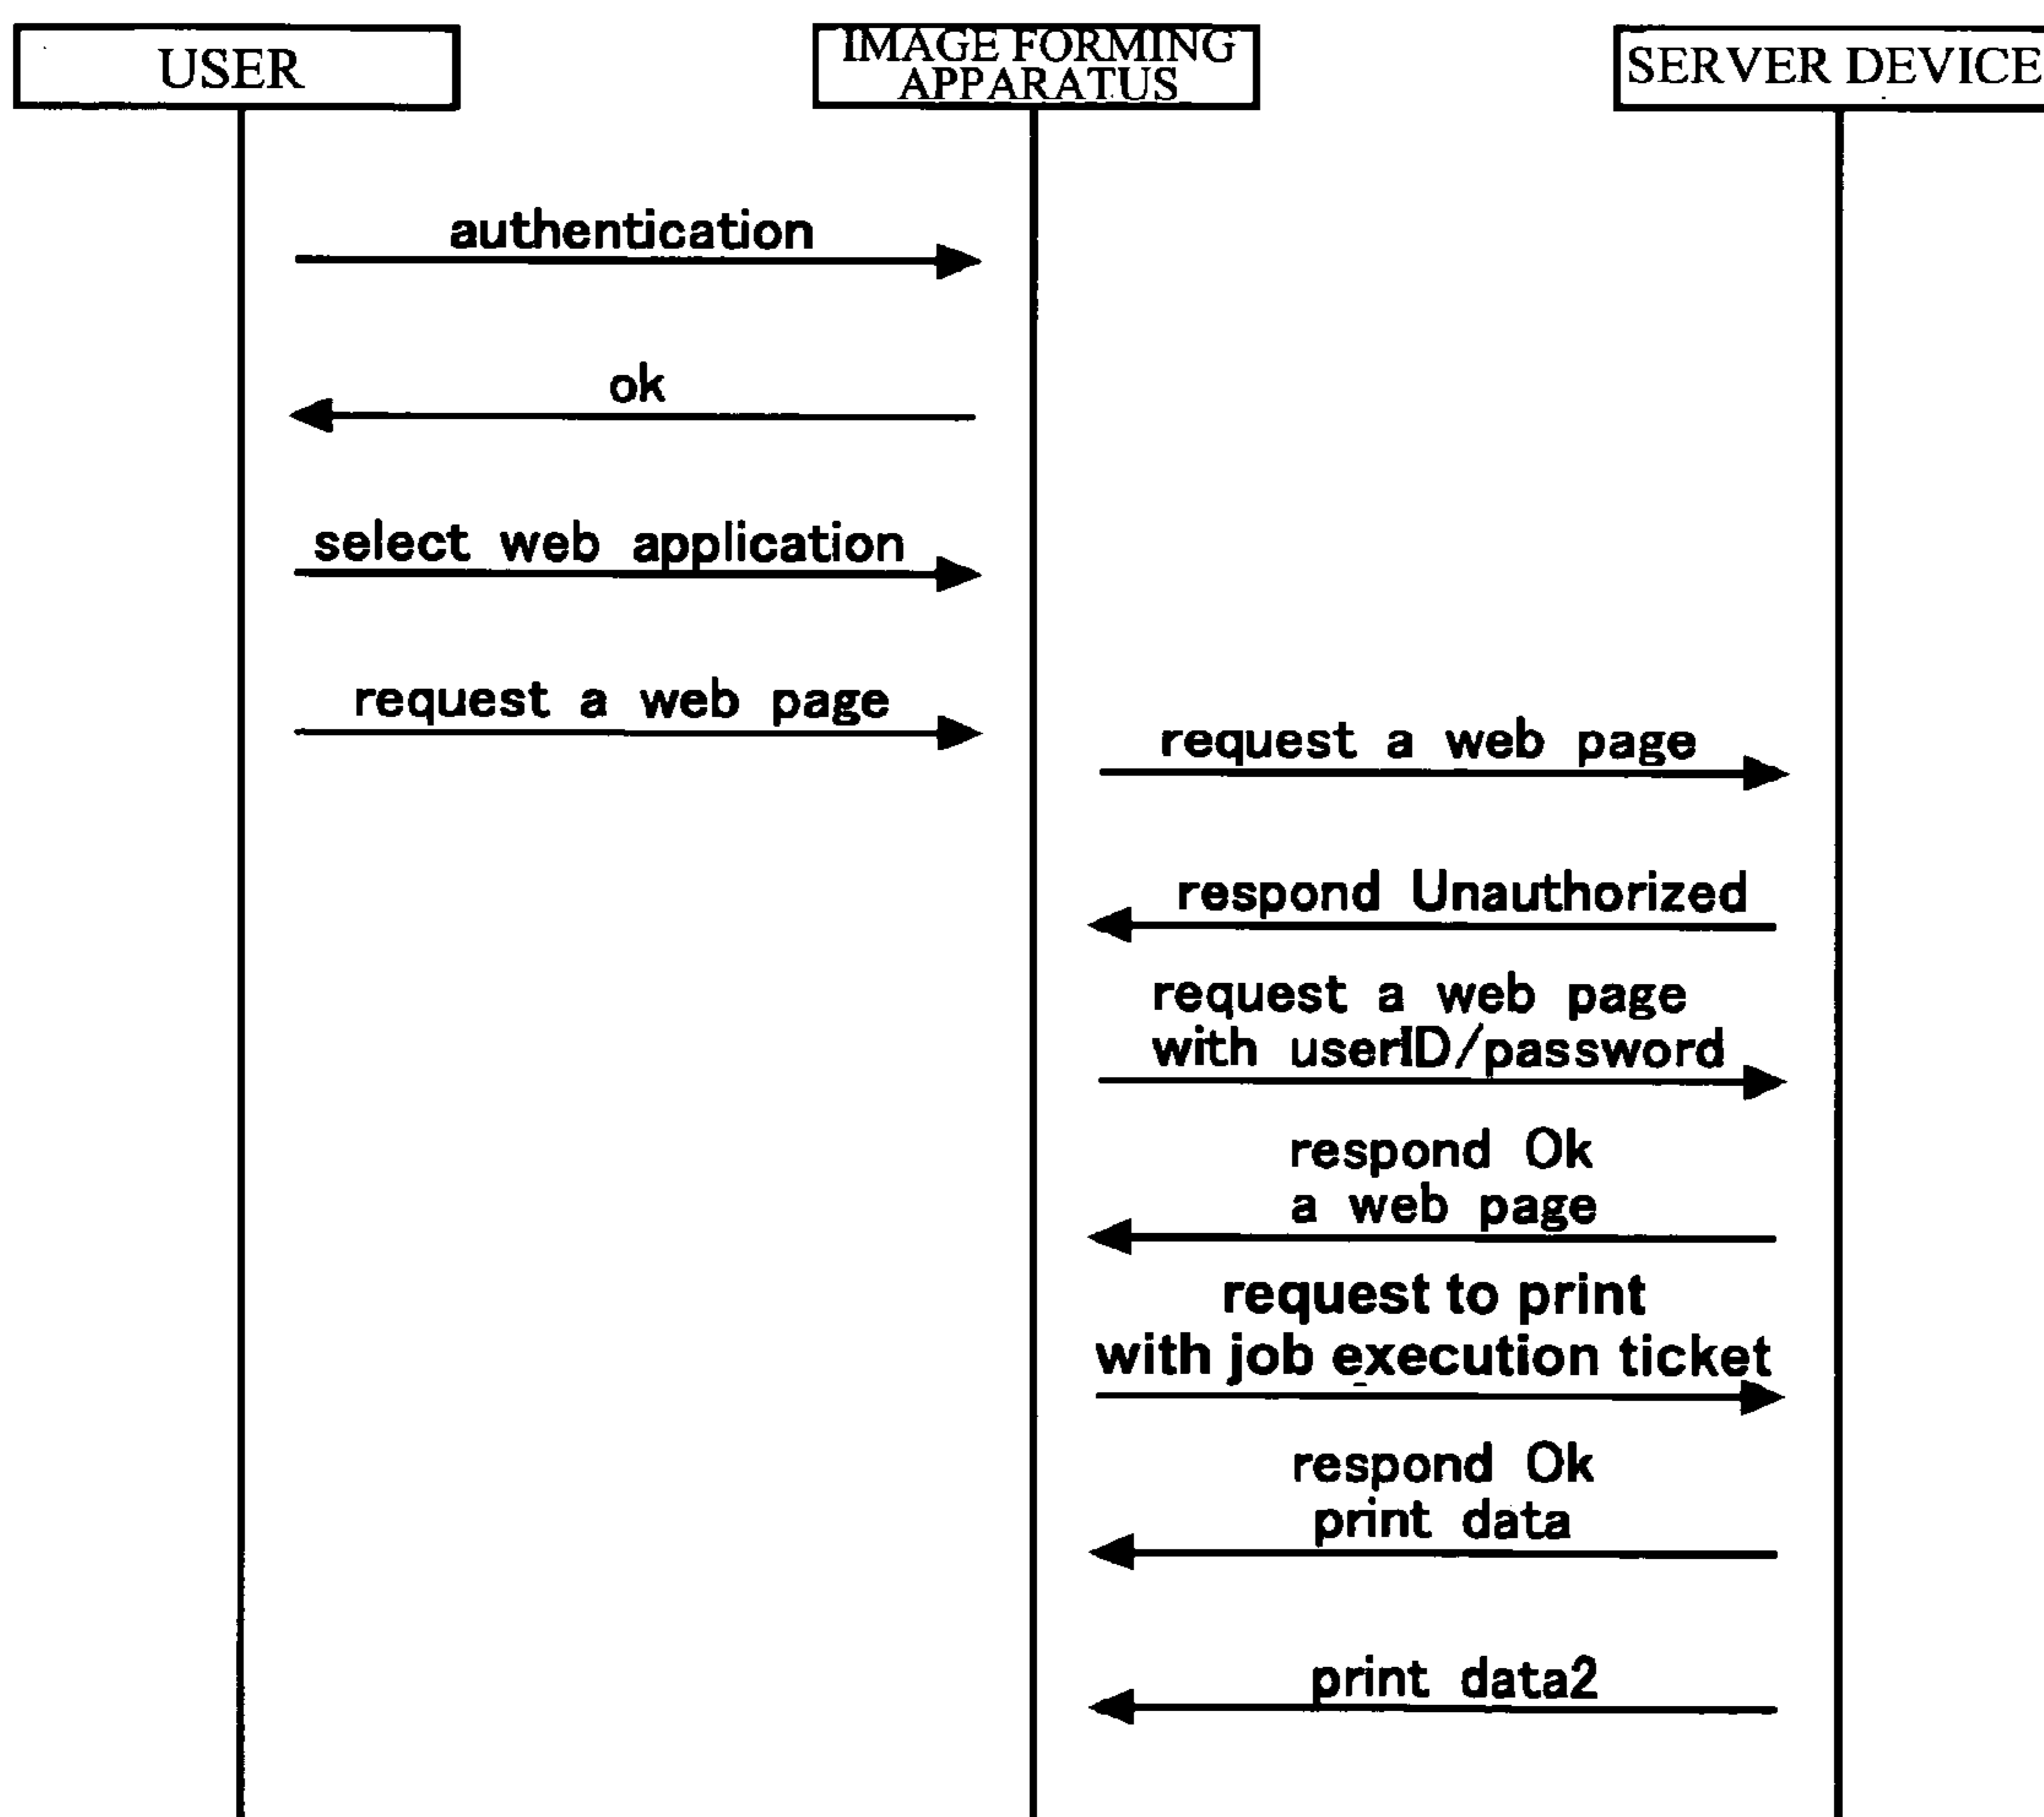 USER
IMAGE FORMING
APPARATUS
SERVER DEVICE
authentication
ok
select web application
request a web page
request a web page
respond Unauthorized
request a web page
with userID/password
respond Ok
a web page
request to print
with job execution ticket
respond Ok
print data
print data2